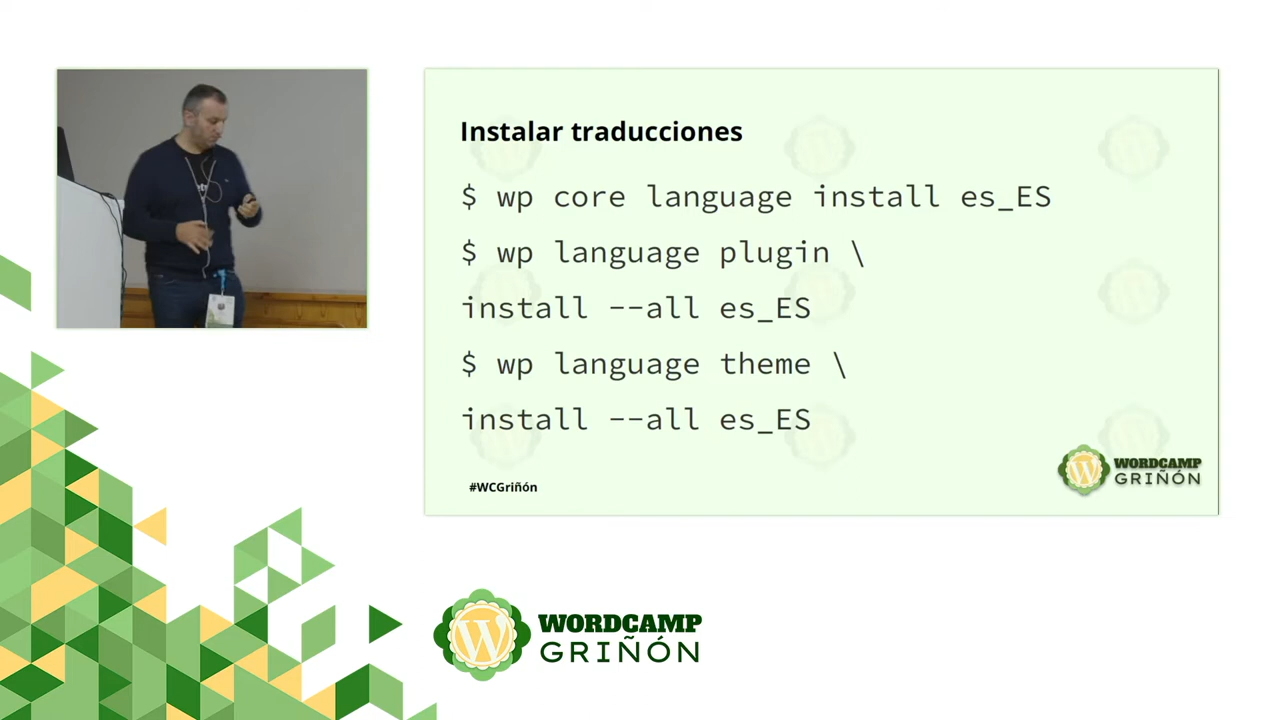 Instalar traducciones
$ wp core language install es_ES
$ wp language plugin \
install --all es_ES
$ wp language theme \
install --all es_ES
#WCGriñón
WORDCAMP
GRIÑÓN
WORDCAMP
GRIÑÓN